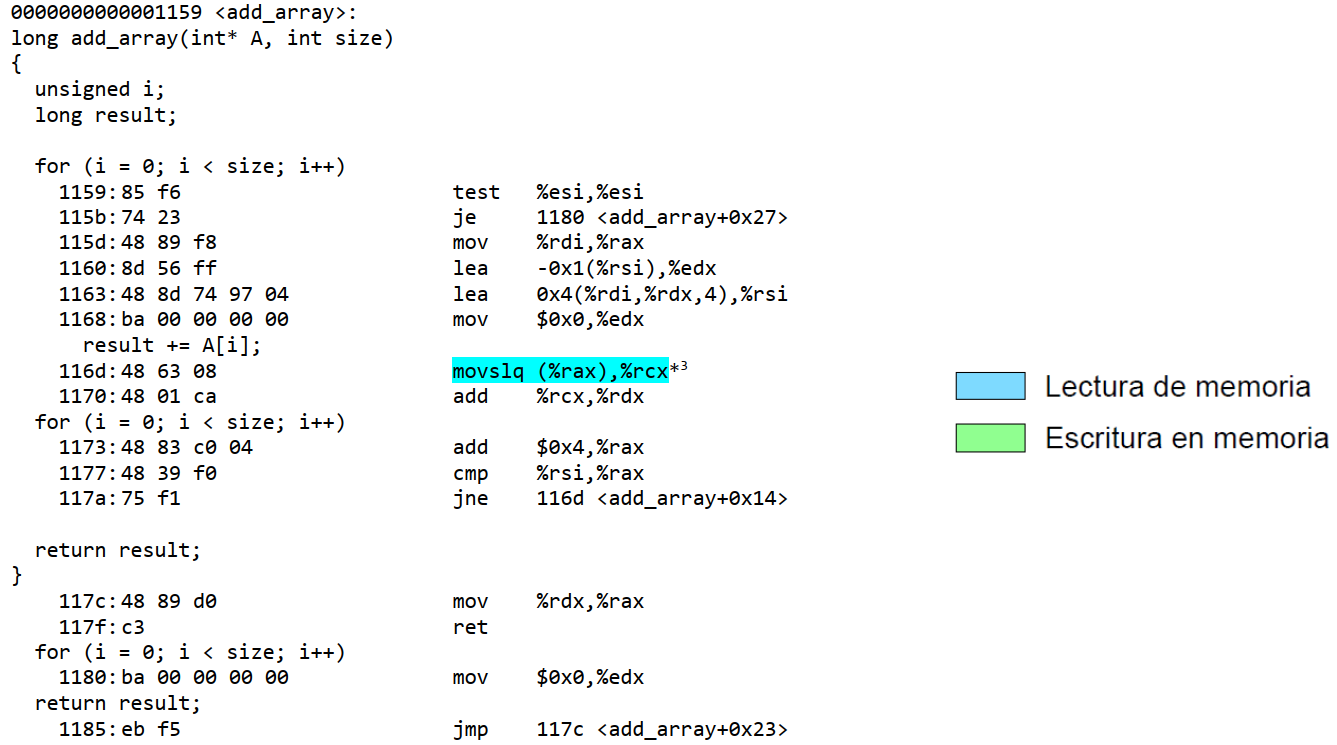 0000000000001159 <add_array>:
long add_array(int* A, int size)
{
  unsigned i;
  long result;
  for (i = 0; i < size; i++)
    1159:85 f6                       test   %esi,%esi
    115b:74 23                       je     1180 <add_array+0x27>
    115d:48 89 f8                    mov    %rdi,%rax
    1160:8d 56 ff                    lea    -0x1(%rsi),%edx
    1163:48 8d 74 97 04              lea    0x4(%rdi,%rdx,4),%rsi
    1168:ba 00 00 00 00              mov    $0x0,%edx
      result += A[i];
    116d:48 63 08                    movslq (%rax),%rcx*³
Lectura de memoria
    1170:48 01 ca                    add    %rcx,%rdx
  for (i = 0; i < size; i++)
Escritura en memoria
    1173:48 83 c0 04                 add    $0x4,%rax
    1177:48 39 f0                    cmp    %rsi,%rax
    117a:75 f1                       jne    116d <add_array+0x14>
  return result;
}
    117c:48 89 d0                    mov    %rdx,%rax
    117f:c3                          ret
  for (i = 0; i < size; i++)
    1180:ba 00 00 00 00              mov    $0x0,%edx
  return result;
    1185:eb f5                       jmp    117c <add_array+0x23>